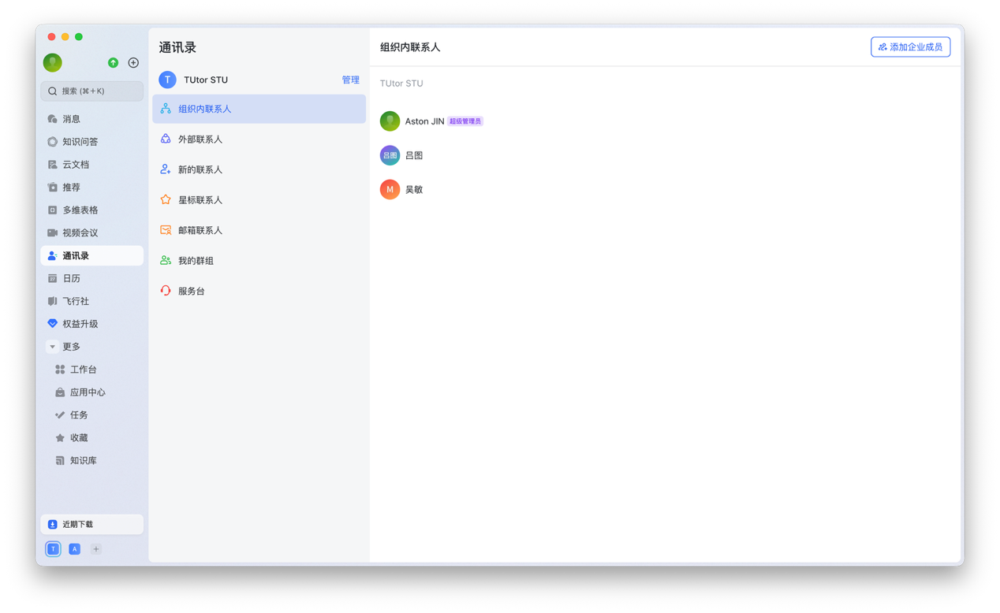 搜索 (⌘＋K)
消息
知识问答
云文档
推荐
多维表格
视频会议
通讯录
日历
飞行社
权益升级
更多
工作台
应用中心
任务
收藏
知识库
近期下载
T
A
通讯录
T
TUtor STU
管理
组织内联系人
外部联系人
新的联系人
星标联系人
邮箱联系人
我的群组
服务台
组织内联系人
添加企业成员
TUtor STU
Aston JIN 超级管理员
吕图 吕图
M 吴敏